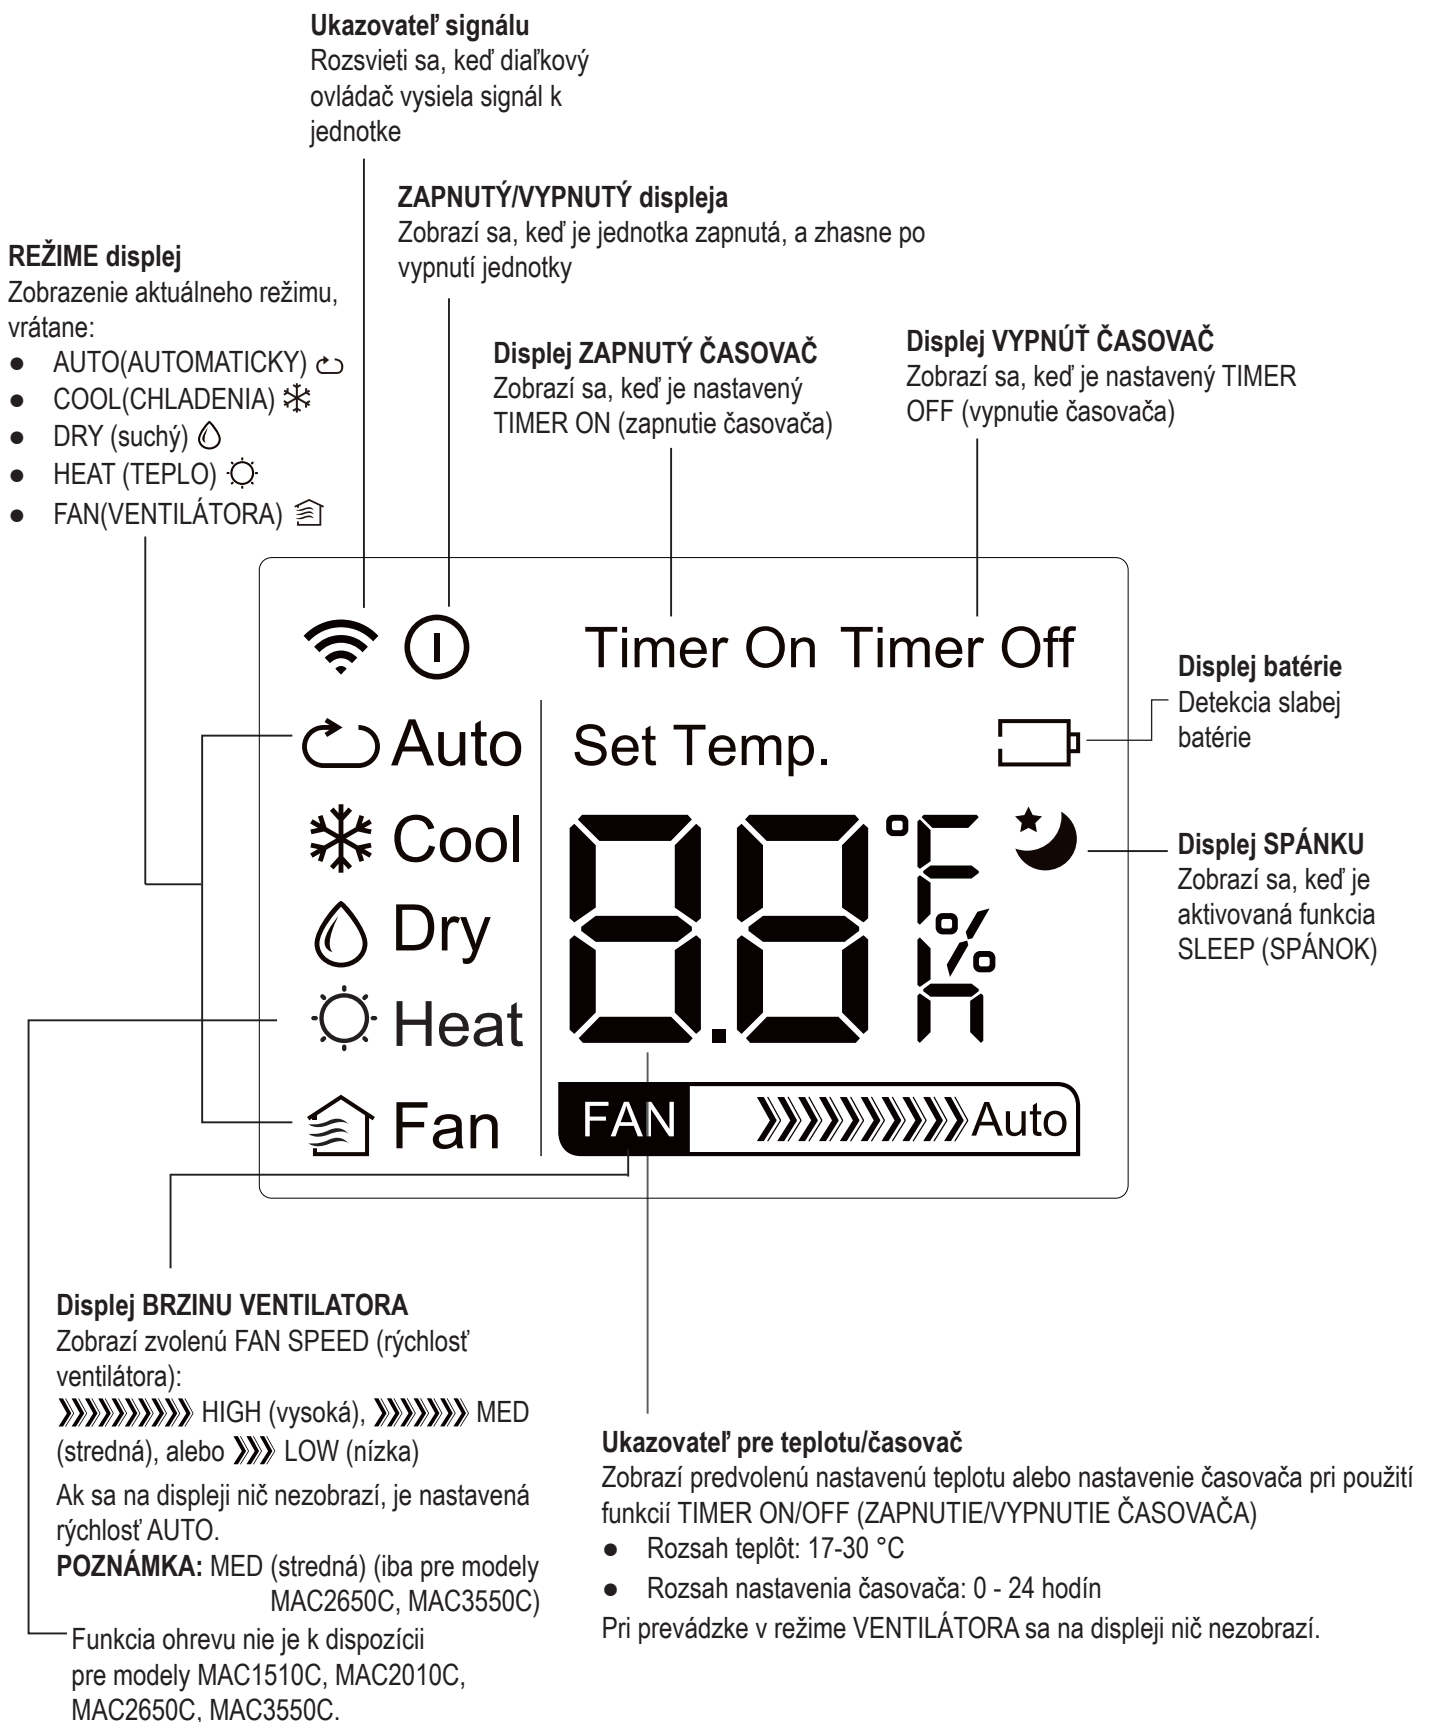 Ukazovateľ signálu
Rozsvieti sa, keď diaľkový
ovládač vysiela signál k
jednotke
ZAPNUTÝ/VYPNUTÝ displeja
Zobrazí sa, keď je jednotka zapnutá, a zhasne po
vypnutí jednotky
REŽIME displej
Zobrazenie aktuálneho režimu,
vrátane:
● AUTO(AUTOMATICKY)
● COOL(CHLADENIA)
● DRY (suchý)
● HEAT (TEPLO)
● FAN(VENTILÁTORA)
Displej ZAPNUTÝ ČASOVAČ
Zobrazí sa, keď je nastavený
TIMER ON (zapnutie časovača)
Displej VYPNÚŤ ČASOVAČ
Zobrazí sa, keď je nastavený TIMER
OFF (vypnutie časovača)
Timer On Timer Off
Auto
Cool
Dry
Heat
Fan
Set Temp.
8.8 °F
%
h
FAN Auto
Displej batérie
Detekcia slabej
batérie
Displej SPÁNKU
Zobrazí sa, keď je
aktivovaná funkcia
SLEEP (SPÁNOK)
Displej BRZINU VENTILATORA
Zobrazí zvolenú FAN SPEED (rýchlosť
ventilátora):
HIGH (vysoká), MED
(stredná), alebo LOW (nízka)
Ak sa na displeji nič nezobrazí, je nastavená
rýchlosť AUTO.
POZNÁMKA: MED (stredná) (iba pre modely
MAC2650C, MAC3550C)
Funkcia ohrevu nie je k dispozícii
pre modely MAC1510C, MAC2010C,
MAC2650C, MAC3550C.
Ukazovateľ pre teplotu/časovač
Zobrazí predvolenú nastavenú teplotu alebo nastavenie časovača pri použití
funkcií TIMER ON/OFF (ZAPNUTIE/VYPNUTIE ČASOVAČA)
● Rozsah teplôt: 17-30 °C
● Rozsah nastavenia časovača: 0 - 24 hodín
Pri prevádzke v režime VENTILÁTORA sa na displeji nič nezobrazí.